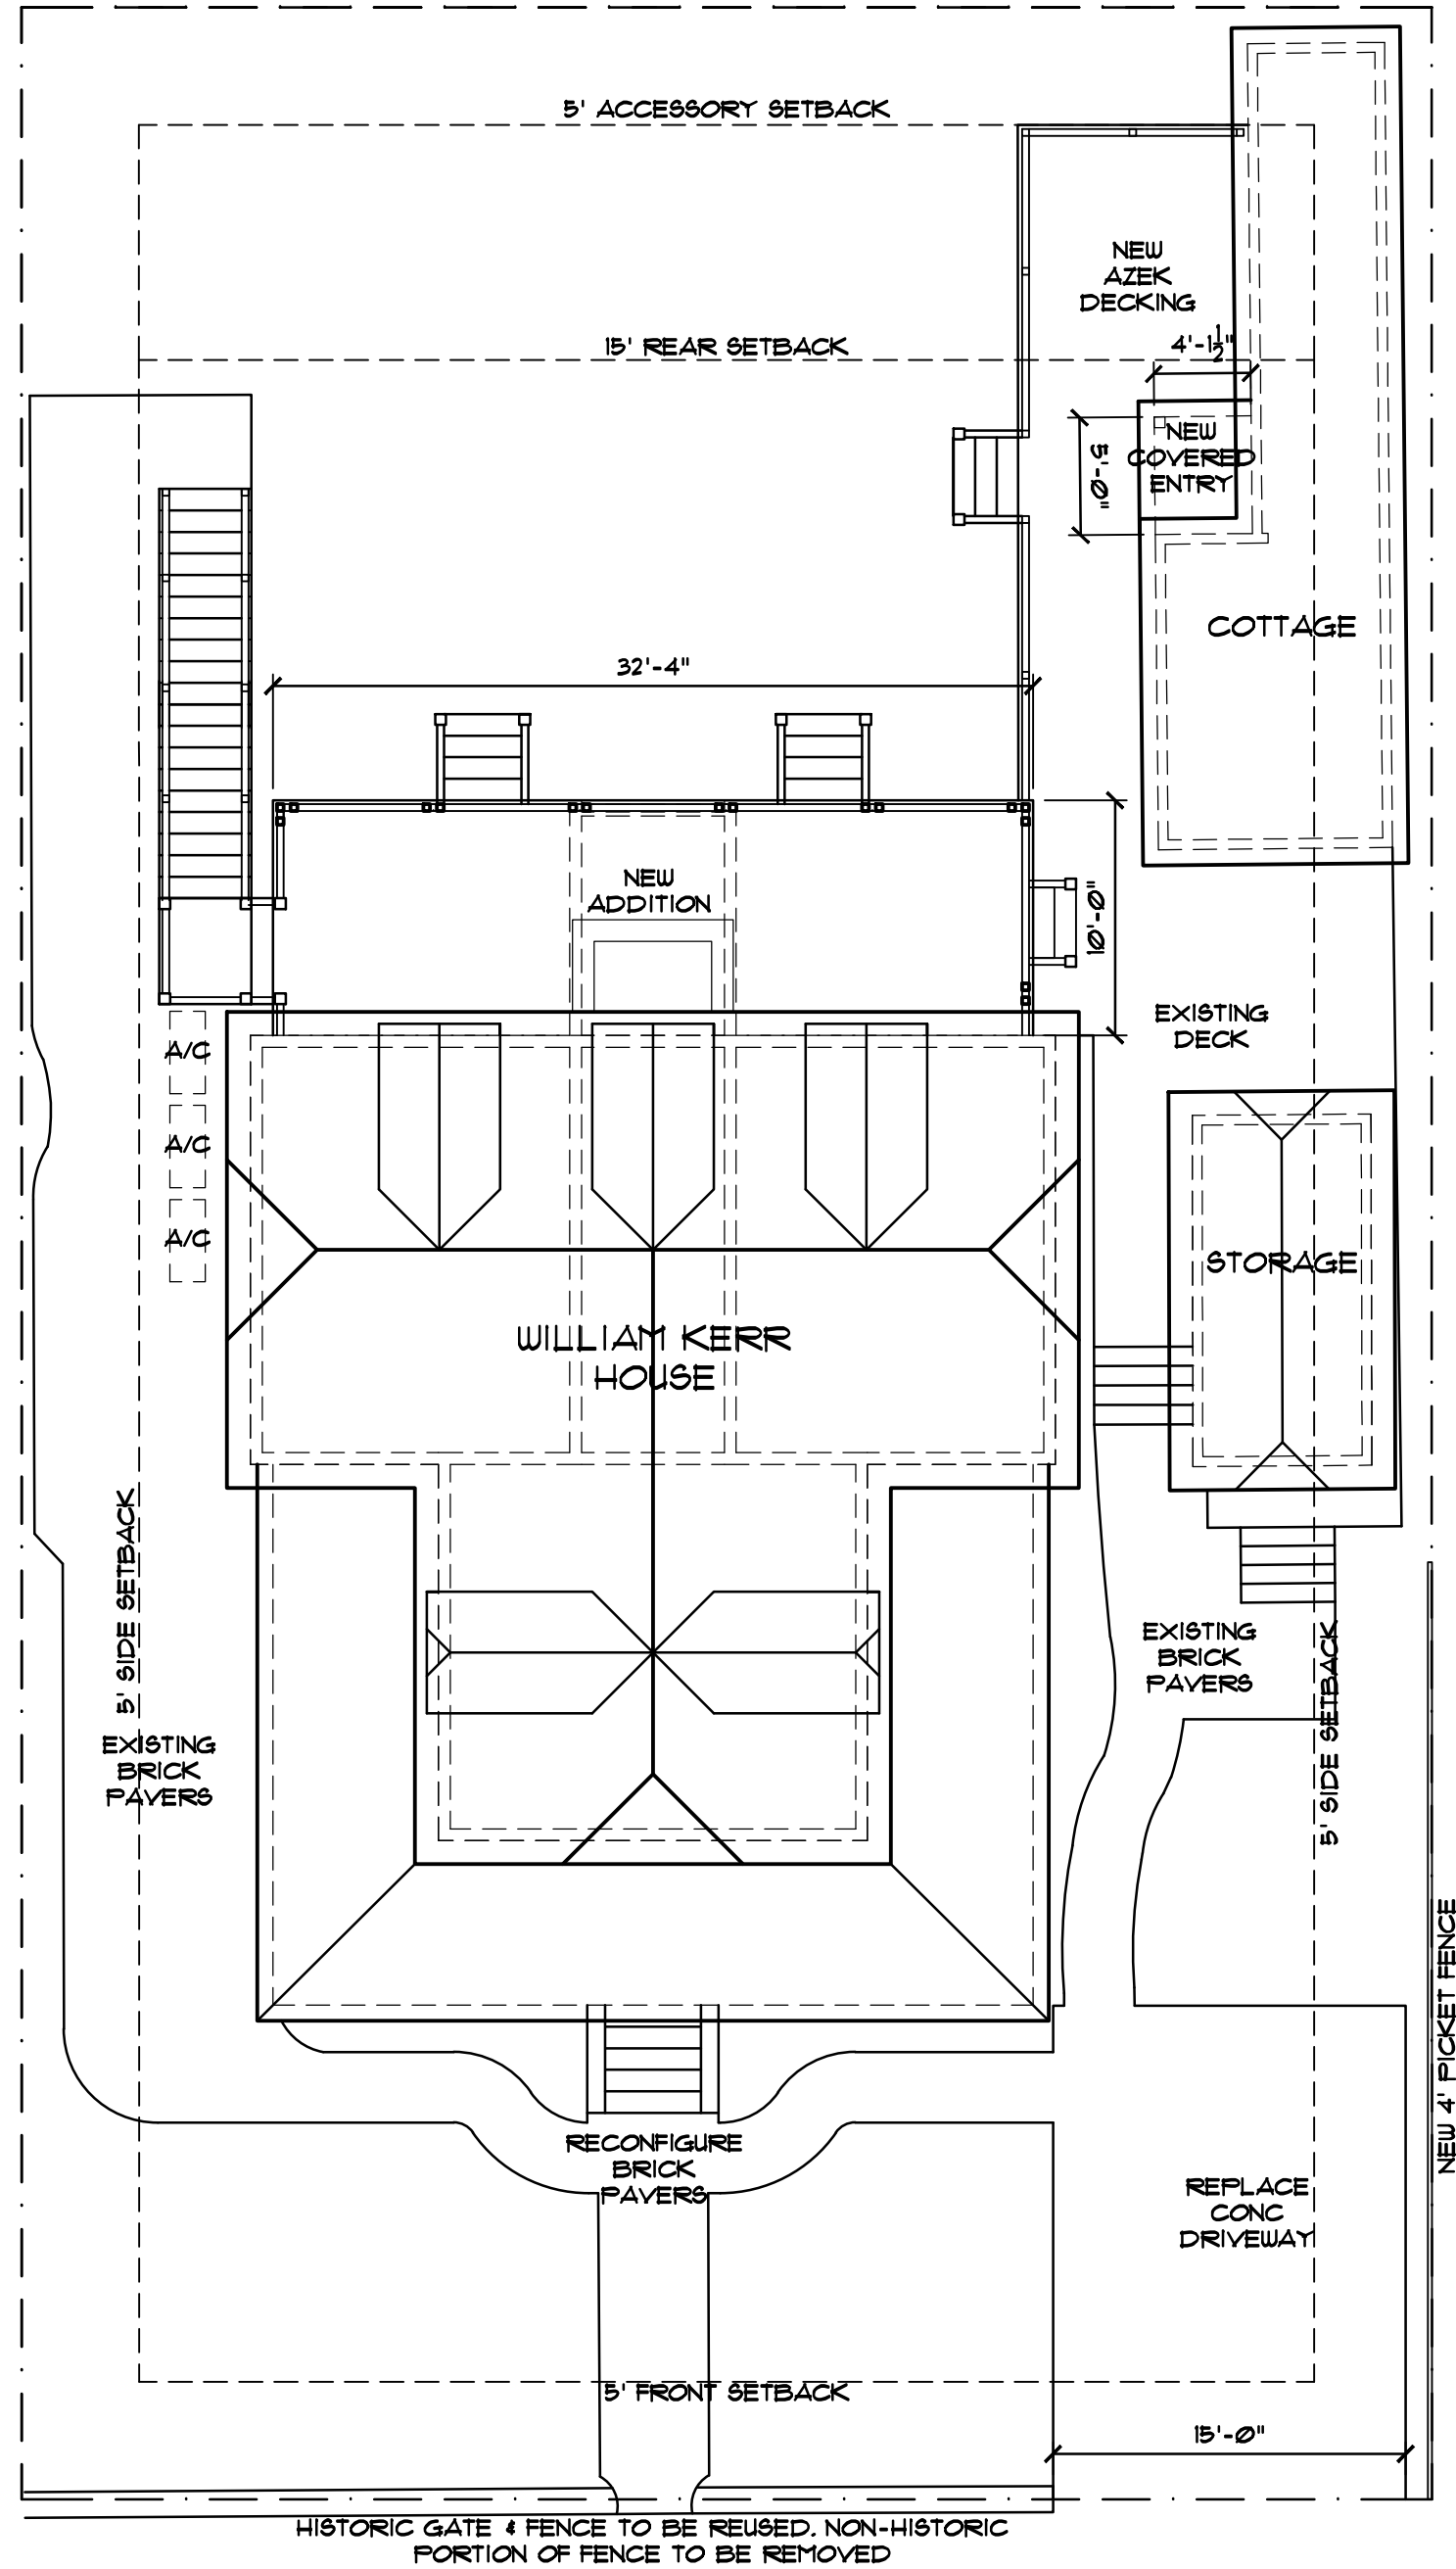 5' ACCESSORY SETBACK
NEW
AZEK
DECKING
15' REAR SETBACK
4'-1½"
NEW
COVERED
ENTRY
5'-0"
COTTAGE
32'-4"
NEW
ADDITION
10'-0"
EXISTING
DECK
A/C
A/C
A/C
STORAGE
WILLIAM KERR
HOUSE
5' SIDE SETBACK
EXISTING
BRICK
PAVERS
5' SIDE SETBACK
EXISTING
BRICK
PAVERS
NEW 4' PICKET FENCE
RECONFIGURE
BRICK
PAVERS
REPLACE
CONC
DRIVEWAY
5' FRONT SETBACK
15'-0"
HISTORIC GATE & FENCE TO BE REUSED. NON-HISTORIC
PORTION OF FENCE TO BE REMOVED